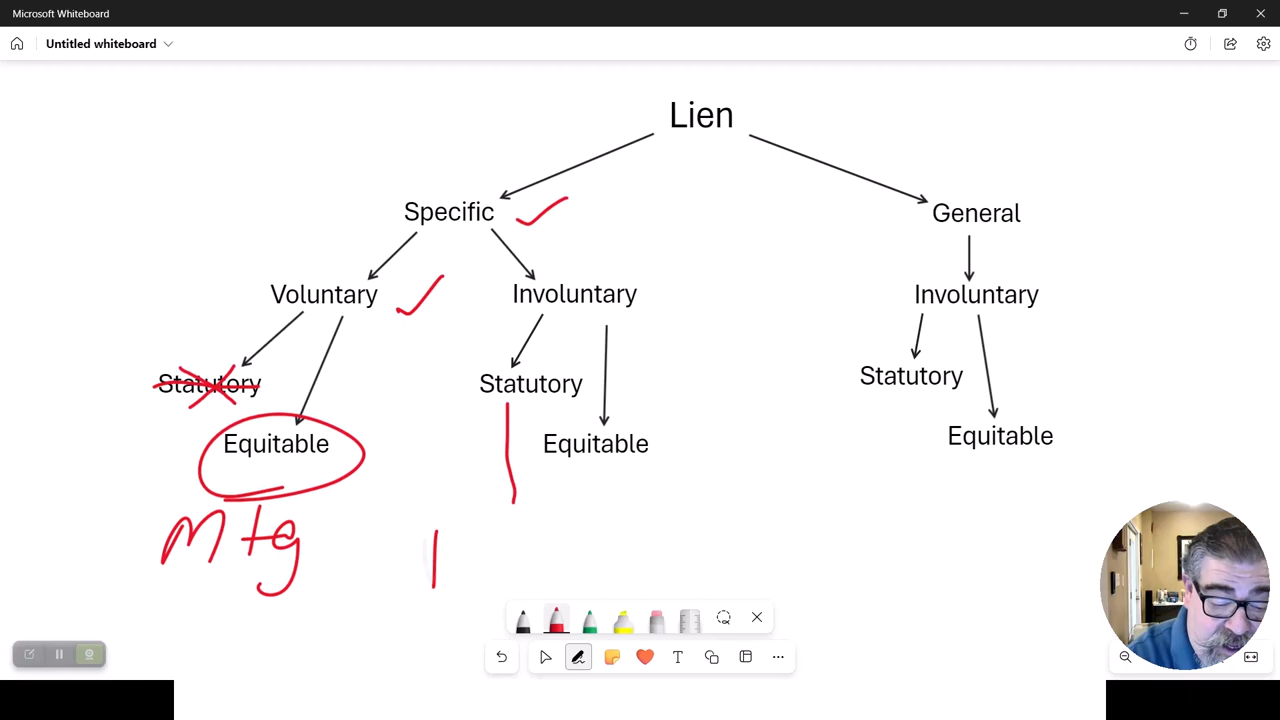 Microsoft Whiteboard
Untitled whiteboard
Lien
Specific
General
Voluntary
Involuntary
Involuntary
Statutory
Statutory
Statutory
Equitable
Equitable
Equitable
Mtg